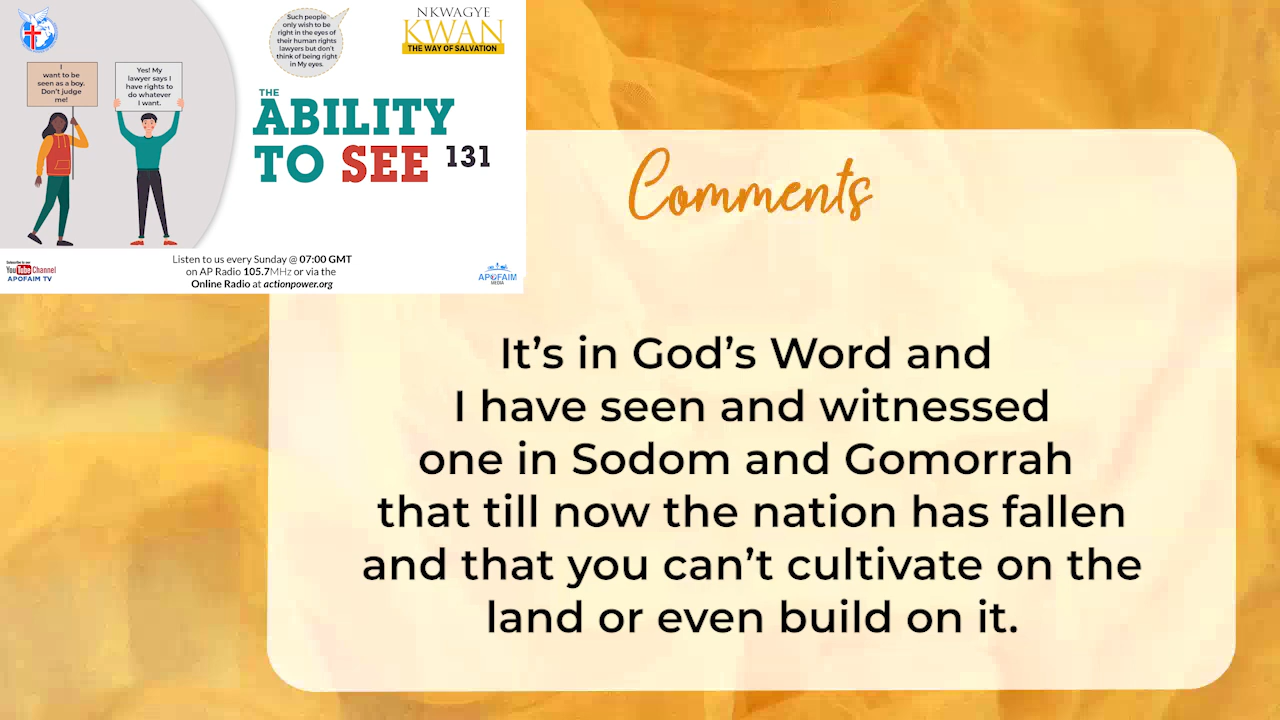 Such people
only wish to be
right in the eyes of
their human rights
lawyers but don't
think of being right
in My eyes.
NKWAGYE
KWAN
THE WAY OF SALVATION
I
want to be
seen as a boy.
Don't judge
me!
Yes! My
lawyer says I
have rights to
do whatever
I want.
THE
ABILITY
TO SEE 131
Listen to us every Sunday @ 07:00 GMT
on AP Radio 105.7MHz or via the
Online Radio at actionpower.org
Subscribe to our
YouTube Channel
APOFAIM TV
APOFAIM
MEDIA
Comments
It’s in God’s Word and
I have seen and witnessed
one in Sodom and Gomorrah
that till now the nation has fallen
and that you can’t cultivate on the
land or even build on it.